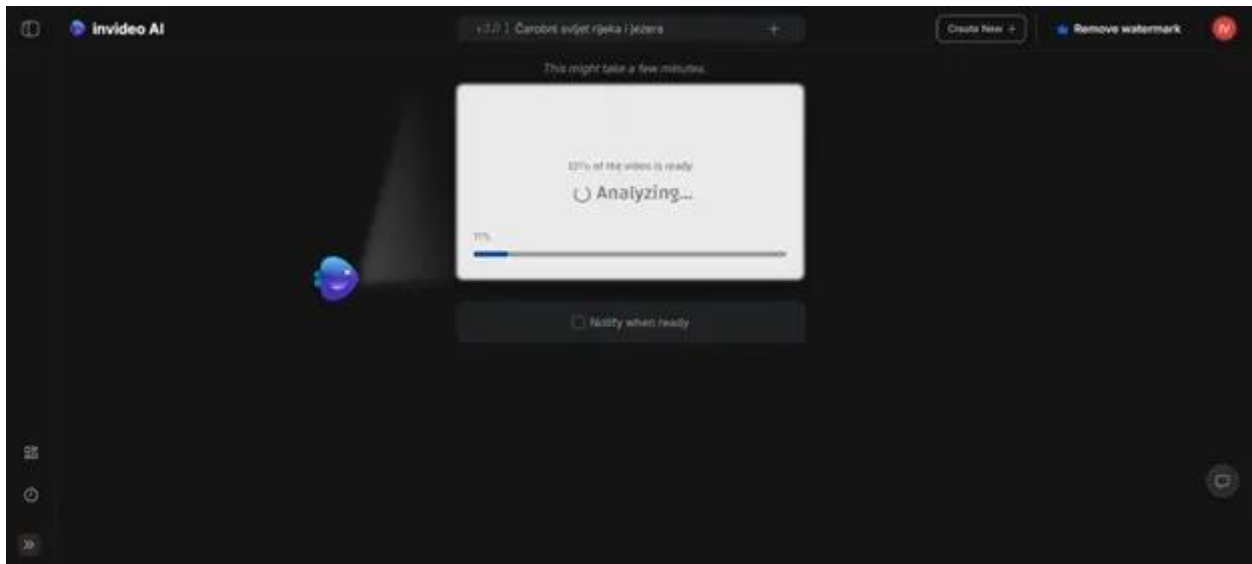 invideo AI
Čarobni svijet rijeka i jezera
+
Create New +
Remove watermark
This might take a few minutes.
of the video is ready
Analyzing...
11%
Notify when ready